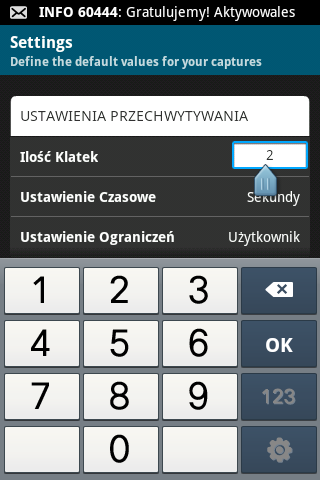 INFO 60444: Gratulujemy! Aktywowales
Settings
Define the default values for your captures
USTAWIENIA PRZECHWYTYWANIA
Ilość Klatek 2
Ustawienie Czasowe Sekundy
Ustawienie Ograniczeń Użytkownik
1 2 3
4 5 6 OK
7 8 9 123
0